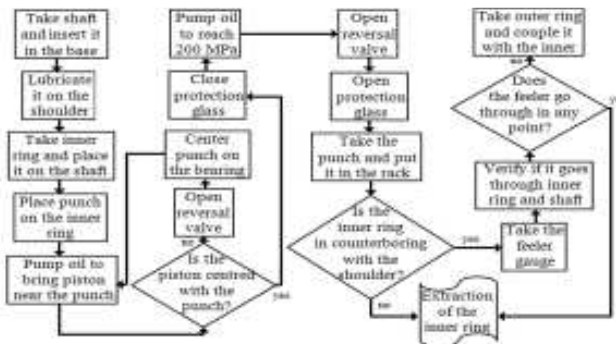 Take shaft
and insert it
in the base
Lubricate
it on the
shoulder
Take inner
ring and place
it on the shaft
Place punch
on the inner
ring
Pump oil to
bring piston
near the punch
Pump oil
to reach
200 MPa
Close
protection
glass
Center
punch on
the bearing
Open
reversal
valve
no
Is the
piston centred
with the
punch?
yes
Open
reversal
valve
Open
protection
glass
Take the
punch and put
it in the rack
Is the
inner ring
in counterboring
with the
shoulder?
yes
no
Take outer ring
and couple it
with the inner
no
Does
the feeler go
through in any
point?
Verify if it goes
through inner
ring and shaft
Take the
feeler
gauge
Extraction
of the
inner ring